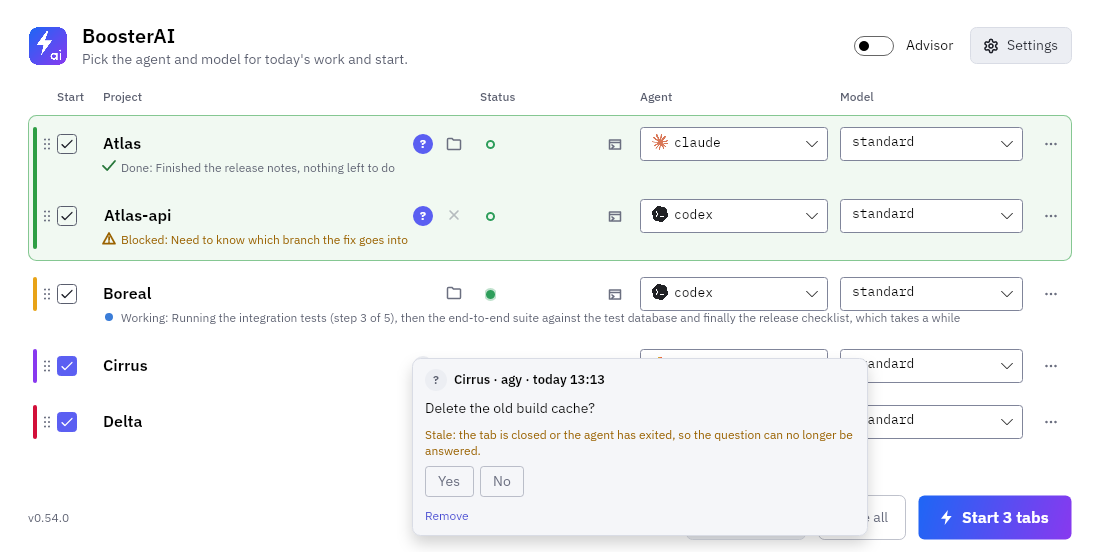 ai
BoosterAI
Pick the agent and model for today's work and start.
Advisor
Settings
Start Project Status Agent Model
Atlas ? claude standard
Done: Finished the release notes, nothing left to do
Atlas-api ? codex standard
Blocked: Need to know which branch the fix goes into
Boreal codex standard
Working: Running the integration tests (step 3 of 5), then the end-to-end suite against the test database and finally the release checklist, which takes a while
Cirrus
? Cirrus · agy · today 13:13
Delete the old build cache?
Stale: the tab is closed or the agent has exited, so the question can no longer be
answered.
Yes No
Remove
Delta
v0.54.0
all
Start 3 tabs